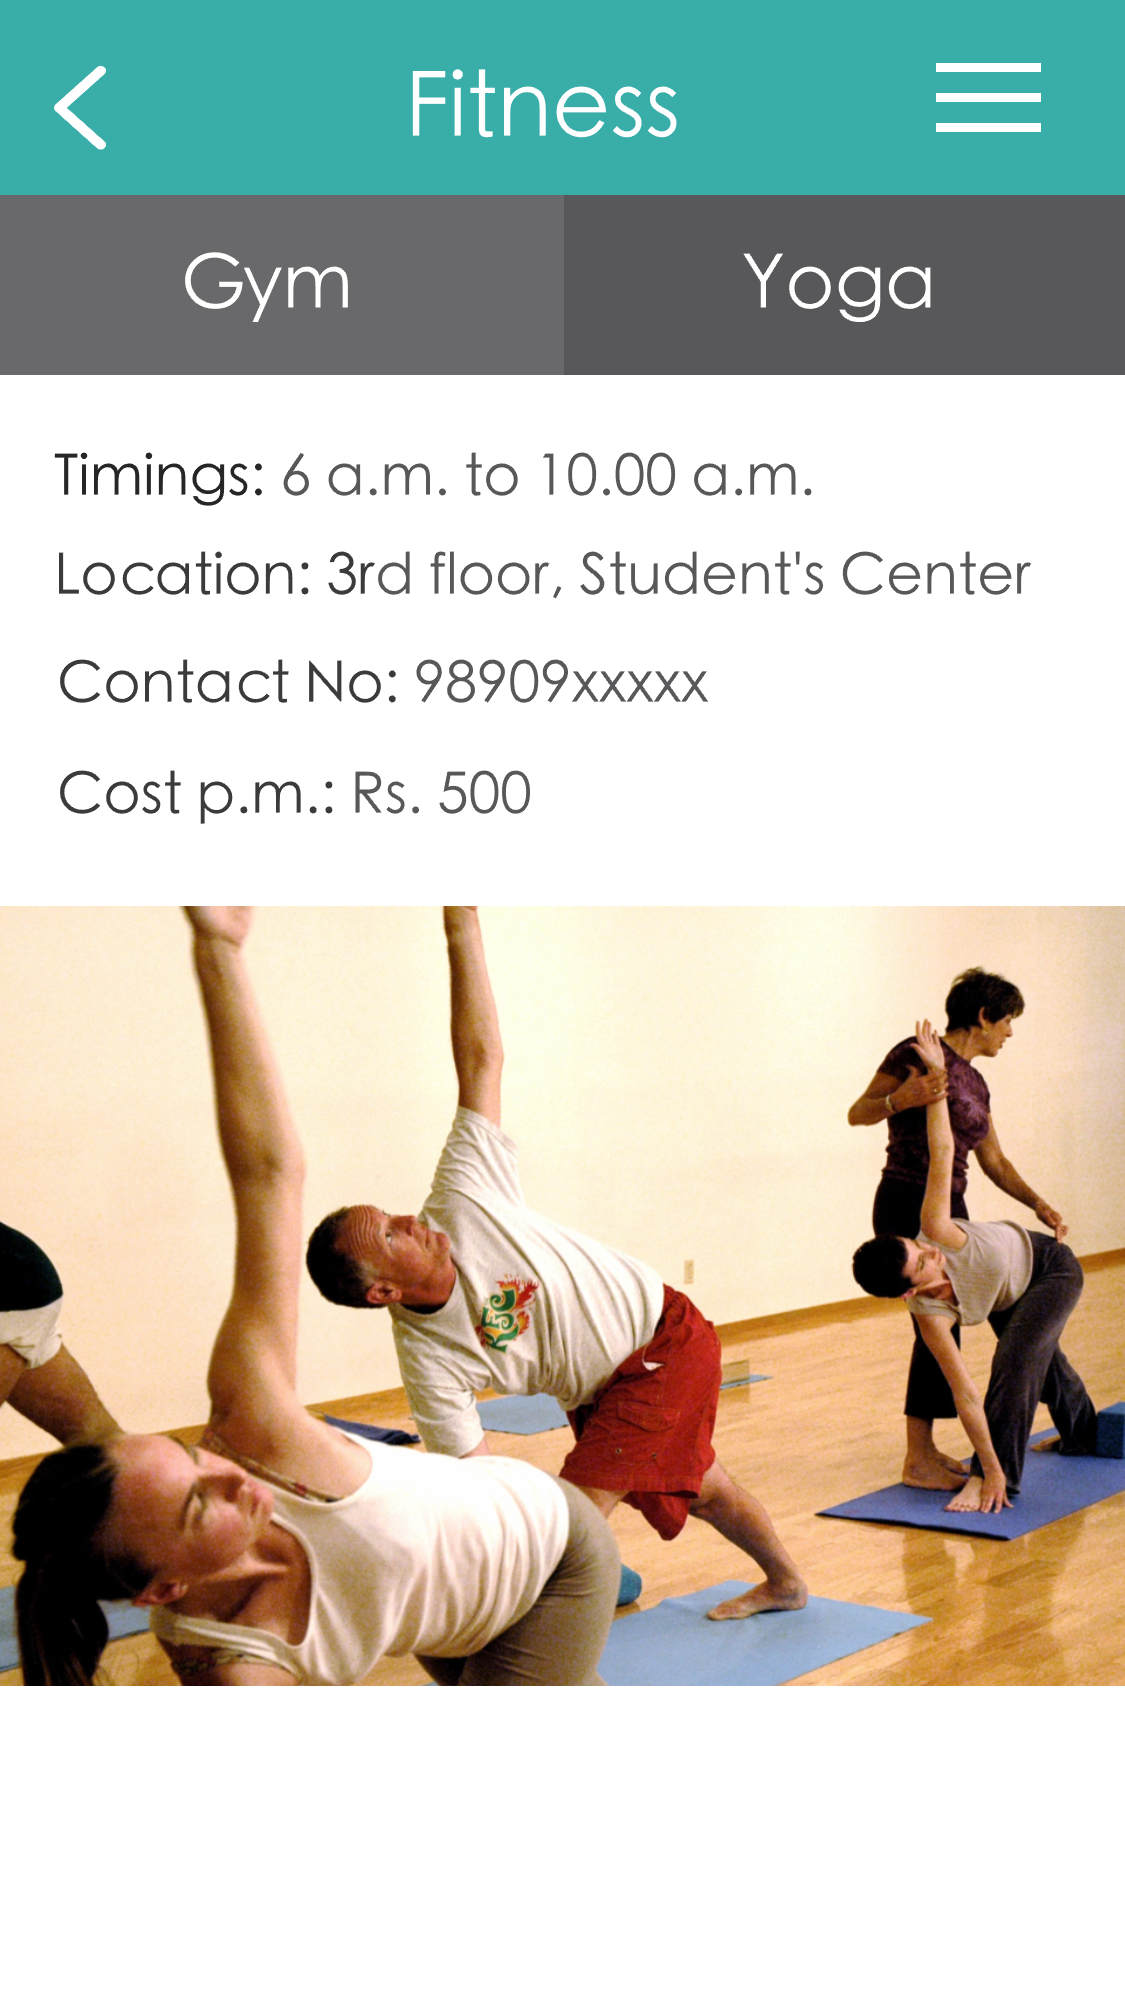 Fitness
Gym
Yoga
Timings: 6 a.m. to 10.00 a.m.
Location: 3rd floor, Student's Center
Contact No: 98909xxxxx
Cost p.m.: Rs. 500
KFC